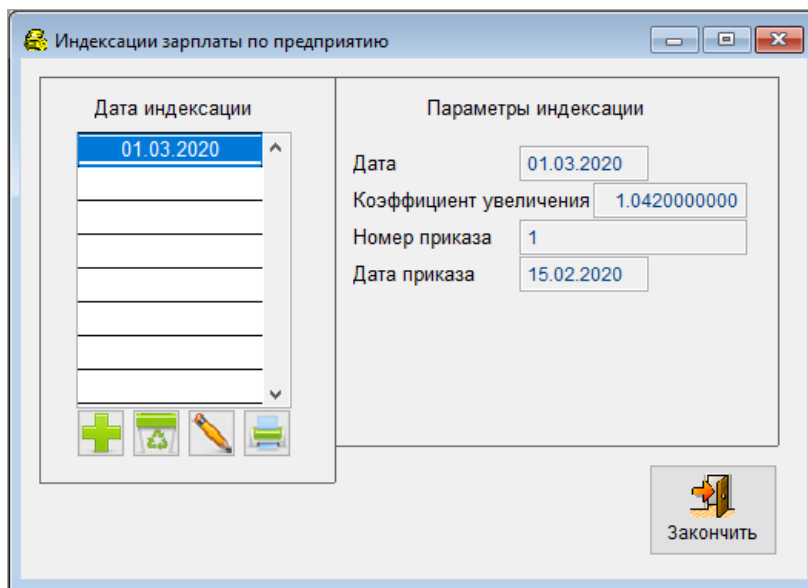 Индексации зарплаты по предприятию
Дата индексации
01.03.2020
Параметры индексации
Дата 01.03.2020
Коэффициент увеличения 1.0420000000
Номер приказа 1
Дата приказа 15.02.2020
Закончить